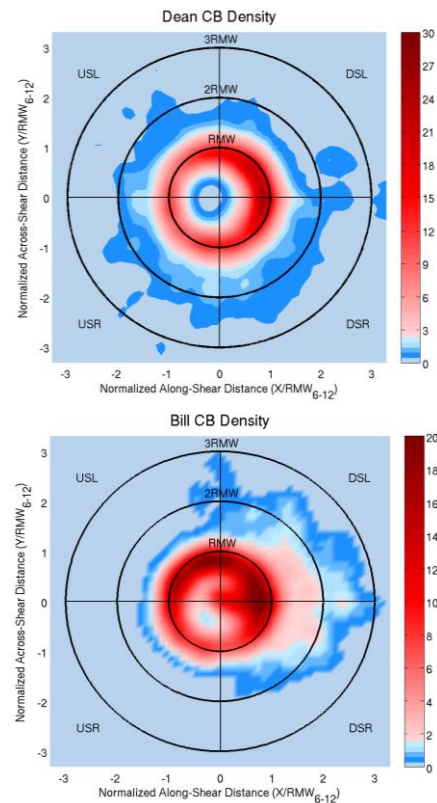 Dean CB Density
3RMW
USL
DSL
2RMW
RMW
USR
DSR
3
2
1
0
-1
-2
-3
-3
-2
-1
0
1
2
3
Normalized Across-Shear Distance (Y/RMW6-12)
Normalized Along-Shear Distance (X/RMW6-12)
30
27
24
21
18
15
12
9
6
3
0
Bill CB Density
3RMW
USL
DSL
2RMW
RMW
USR
DSR
3
2
1
0
-1
-2
-3
-3
-2
-1
0
1
2
3
Normalized Across-Shear Distance (Y/RMW6-12)
Normalized Along-Shear Distance (X/RMW6-12)
20
18
16
14
12
10
8
6
4
2
0